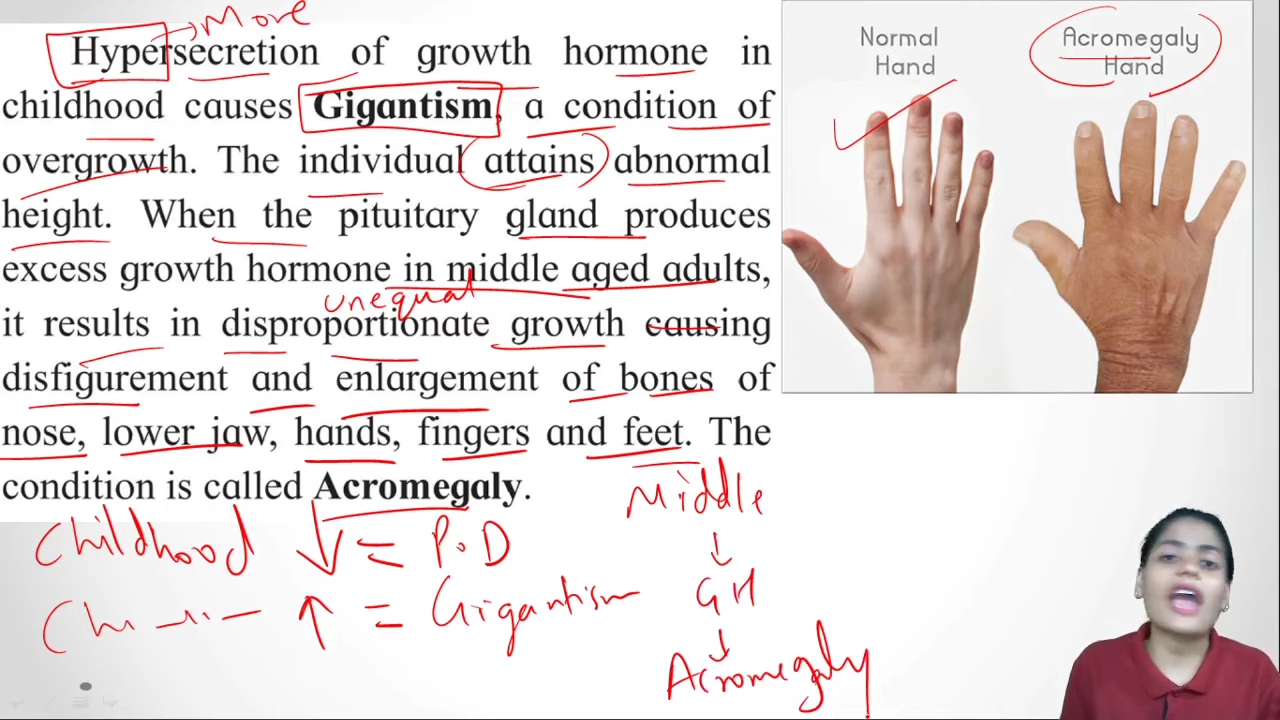 More
Hypersecretion of growth hormone in
childhood causes Gigantism, a condition of
overgrowth. The individual attains abnormal
height. When the pituitary gland produces
excess growth hormone in middle aged adults,
unequal
it results in disproportionate growth causing
disfigurement and enlargement of bones of
nose, lower jaw, hands, fingers and feet. The
condition is called Acromegaly.
Normal
Hand
Acromegaly
Hand
Childhood ↓ = P.D
↑ = Gigantism
Middle
↓
GH
↓
Acromegaly